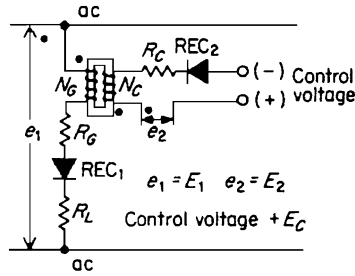 ac
R_C REC_2
(−)
N_G N_C
Control
voltage
(+)
e_1
R_G
e_2
REC_1
e_1 = E_1 e_2 = E_2
R_L
Control voltage + E_C
ac